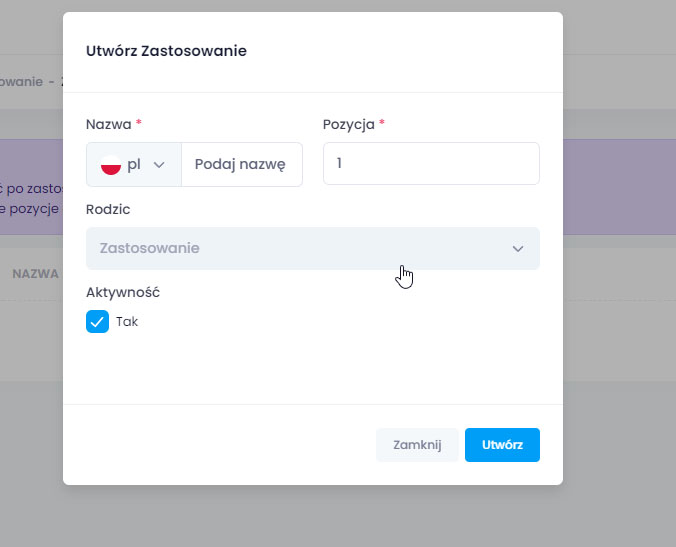 Utwórz Zastosowanie
owanie -
Nazwa *
Pozycja *
pl
Podaj nazwę
1
ć po zasto
e pozycje
Rodzic
Zastosowanie
NAZWA
Aktywność
Tak
Zamknij
Utwórz